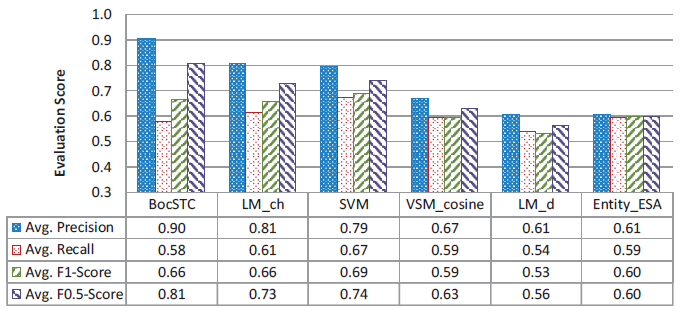 1.0
0.9
0.8
0.7
0.6
0.5
0.4
0.3
Evaluation Score
BocSTC LM_ch SVM VSM_cosine LM_d Entity_ESA
Avg. Precision 0.90 0.81 0.79 0.67 0.61 0.61
Avg. Recall 0.58 0.61 0.67 0.59 0.54 0.59
Avg. F1-Score 0.66 0.66 0.69 0.59 0.53 0.60
Avg. F0.5-Score 0.81 0.73 0.74 0.63 0.56 0.60